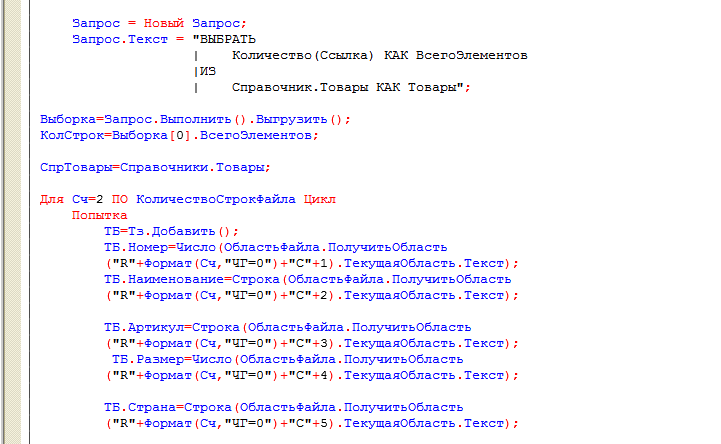 Запрос = Новый Запрос;
Запрос.Текст = "ВЫБРАТЬ
|    Количество(Ссылка) КАК ВсегоЭлементов
|ИЗ
|    Справочник.Товары КАК Товары";
Выборка=Запрос.Выполнить().Выгрузить();
КолСтрок=Выборка[0].ВсегоЭлементов;
СпрТовары=Справочники.Товары;
Для Сч=2 ПО КоличествоСтрокФайла Цикл
Попытка
ТБ=Тз.Добавить();
ТБ.Номер=Число(ОбластьФайла.ПолучитьОбласть
("R"+Формат(Сч,"ЧГ=0")+"C"+1).ТекущаяОбласть.Текст);
ТБ.Наименование=Строка(ОбластьФайла.ПолучитьОбласть
("R"+Формат(Сч,"ЧГ=0")+"C"+2).ТекущаяОбласть.Текст);
ТБ.Артикул=Строка(ОбластьФайла.ПолучитьОбласть
("R"+Формат(Сч,"ЧГ=0")+"C"+3).ТекущаяОбласть.Текст);
ТБ.Размер=Число(ОбластьФайла.ПолучитьОбласть
("R"+Формат(Сч,"ЧГ=0")+"C"+4).ТекущаяОбласть.Текст);
ТБ.Страна=Строка(ОбластьФайла.ПолучитьОбласть
("R"+Формат(Сч,"ЧГ=0")+"C"+5).ТекущаяОбласть.Текст);